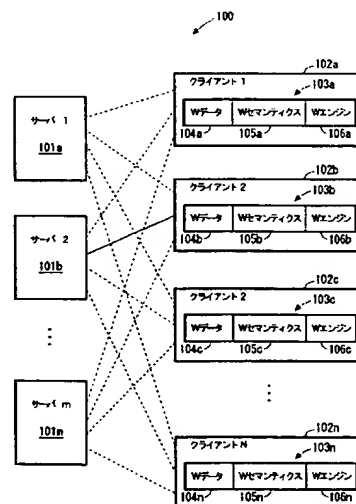 100
サーバ 1
101a
サーバ 2
101b
サーバ m
101n
102a
クライアント 1
103a
Wデータ Wセマンティクス Wエンジン
104a 105a 106a
102b
クライアント 2
103b
Wデータ Wセマンティクス Wエンジン
104b 105b 106b
102c
クライアント 2
103c
Wデータ Wセマンティクス Wエンジン
104c 105c 106c
102n
クライアント N
103n
Wデータ Wセマンティクス Wエンジン
104n 105n 106n